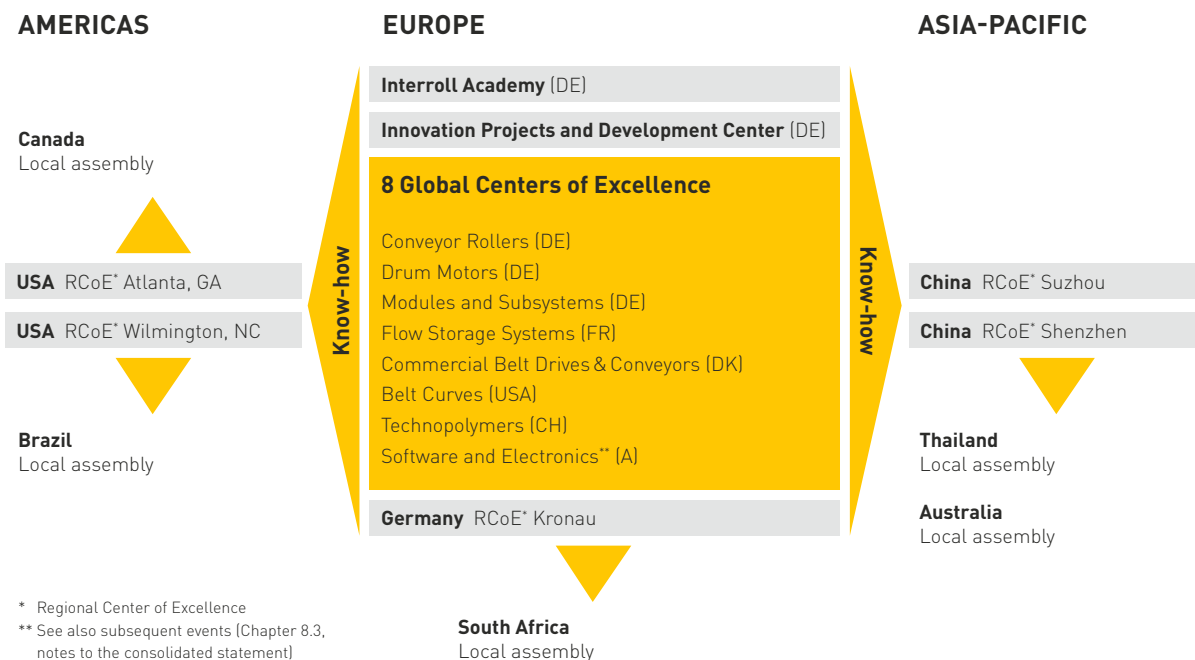 AMERICAS
EUROPE
ASIA-PACIFIC
Canada
Local assembly
USA RCoE* Atlanta, GA
USA RCoE* Wilmington, NC
Brazil
Local assembly
Know-how
Interroll Academy (DE)
Innovation Projects and Development Center (DE)
8 Global Centers of Excellence
Conveyor Rollers (DE)
Drum Motors (DE)
Modules and Subsystems (DE)
Flow Storage Systems (FR)
Commercial Belt Drives & Conveyors (DK)
Belt Curves (USA)
Technopolymers (CH)
Software and Electronics** (A)
Germany RCoE* Kronau
South Africa
Local assembly
Know-how
China RCoE* Suzhou
China RCoE* Shenzhen
Thailand
Local assembly
Australia
Local assembly
* Regional Center of Excellence
** See also subsequent events (Chapter 8.3,
notes to the consolidated statement)